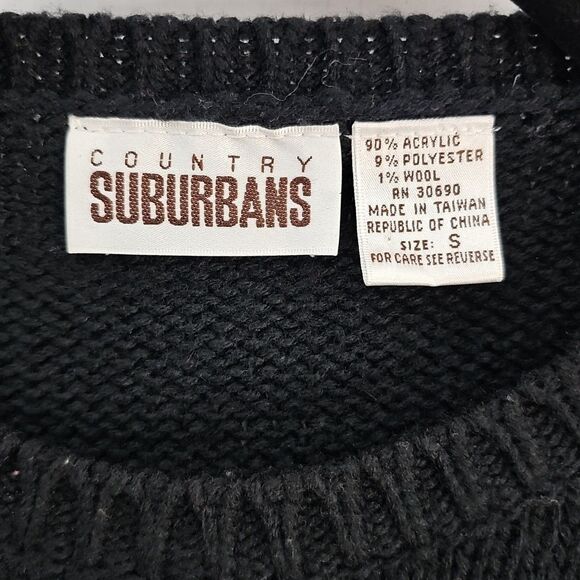 COUNTRY
SUBURBANS
90% ACRYLIC
9% POLYESTER
1% WOOL
RN 30690
MADE IN TAIWAN
REPUBLIC OF CHINA
SIZE: S
FOR CARE SEE REVERSE